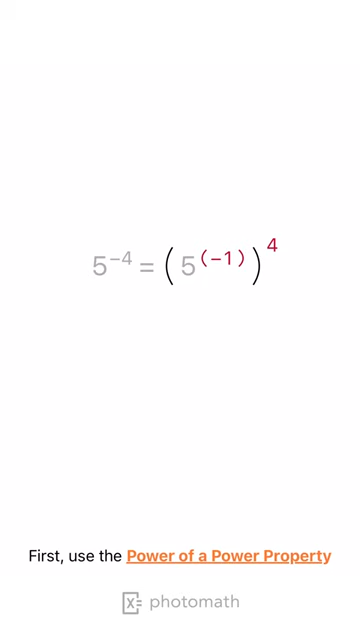 5⁻⁴ = (5⁽⁻¹⁾)⁴
First, use the Power of a Power Property
photomath